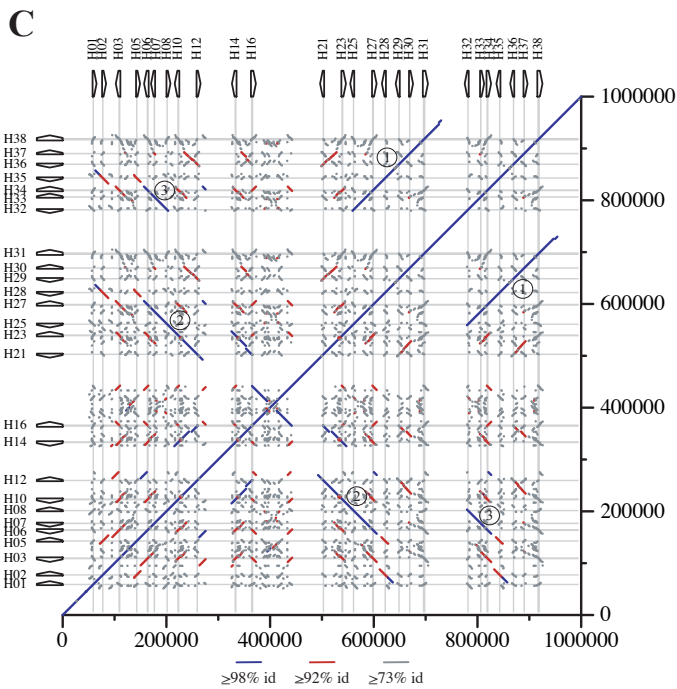 C
H01 H02 H03 H05 H06 H07 H08 H10 H12 H14 H16 H21 H23 H25 H27 H28 H29 H30 H31 H32 H33 H34 H35 H36 H37 H38
1000000
H38
H37
1
H36
H35
3
H34
800000
H33
H32
H31
H30
H29
1
H28
H27
600000
2
H25
H23
H21
400000
H16
H14
H12
2
H10
H08
3
200000
H07
H06
H05
H03
H02
H01
0
0 200000 400000 600000 800000 1000000
≥98% id ≥92% id ≥73% id